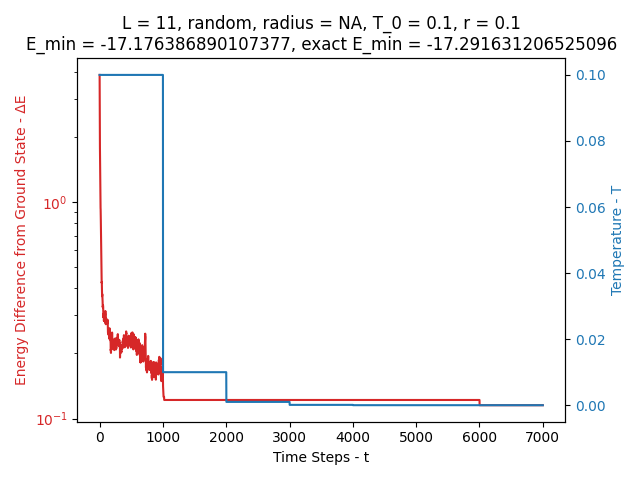 L = 11, random, radius = NA, T_0 = 0.1, r = 0.1
E_min = -17.176386890107377, exact E_min = -17.291631206525096
Energy Difference from Ground State - ΔE
10⁰
10⁻¹
0.10
0.08
0.06
0.04
0.02
0.00
Temperature - T
0 1000 2000 3000 4000 5000 6000 7000
Time Steps - t